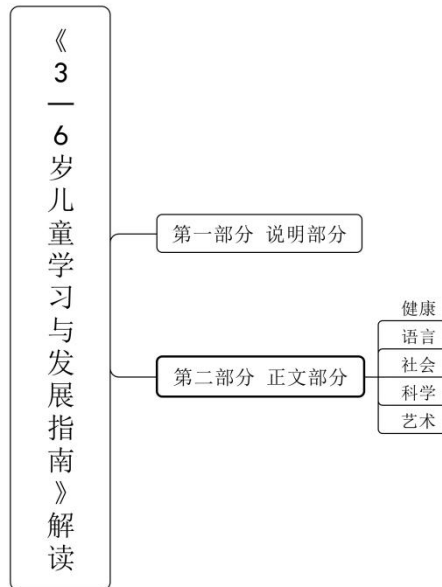 《3—6岁儿童学习与发展指南》解读
第一部分 说明部分
第二部分 正文部分
健康
语言
社会
科学
艺术